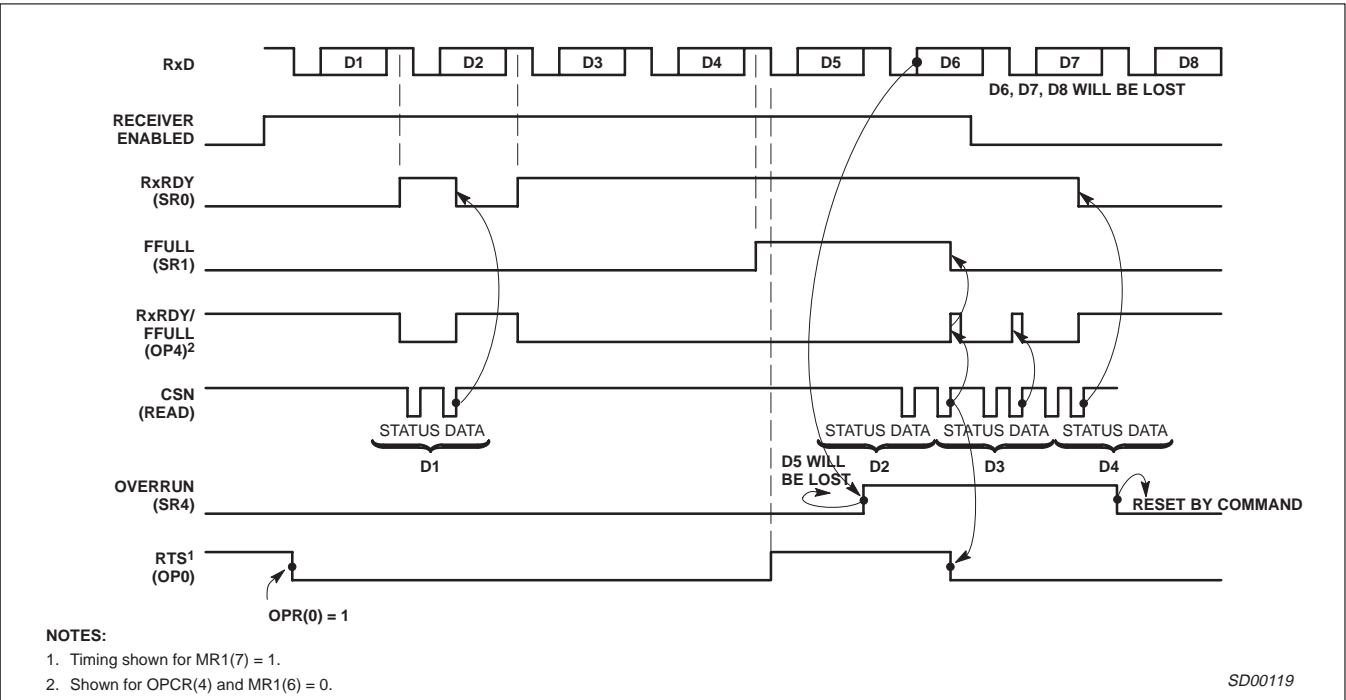 RxD
D1 D2 D3 D4 D5 D6 D7 D8
D6, D7, D8 WILL BE LOST
RECEIVER
ENABLED
RxRDY
(SR0)
FFULL
(SR1)
RxRDY/
FFULL
(OP4)2
CSN
(READ)
STATUS DATA STATUS DATA STATUS DATA STATUS DATA
D1 D2 D3 D4
D5 WILL
BE LOST
OVERRUN
(SR4)
RESET BY COMMAND
RTS1
(OP0)
OPR(0) = 1
NOTES:
1. Timing shown for MR1(7) = 1.
2. Shown for OPCR(4) and MR1(6) = 0.
SD00119